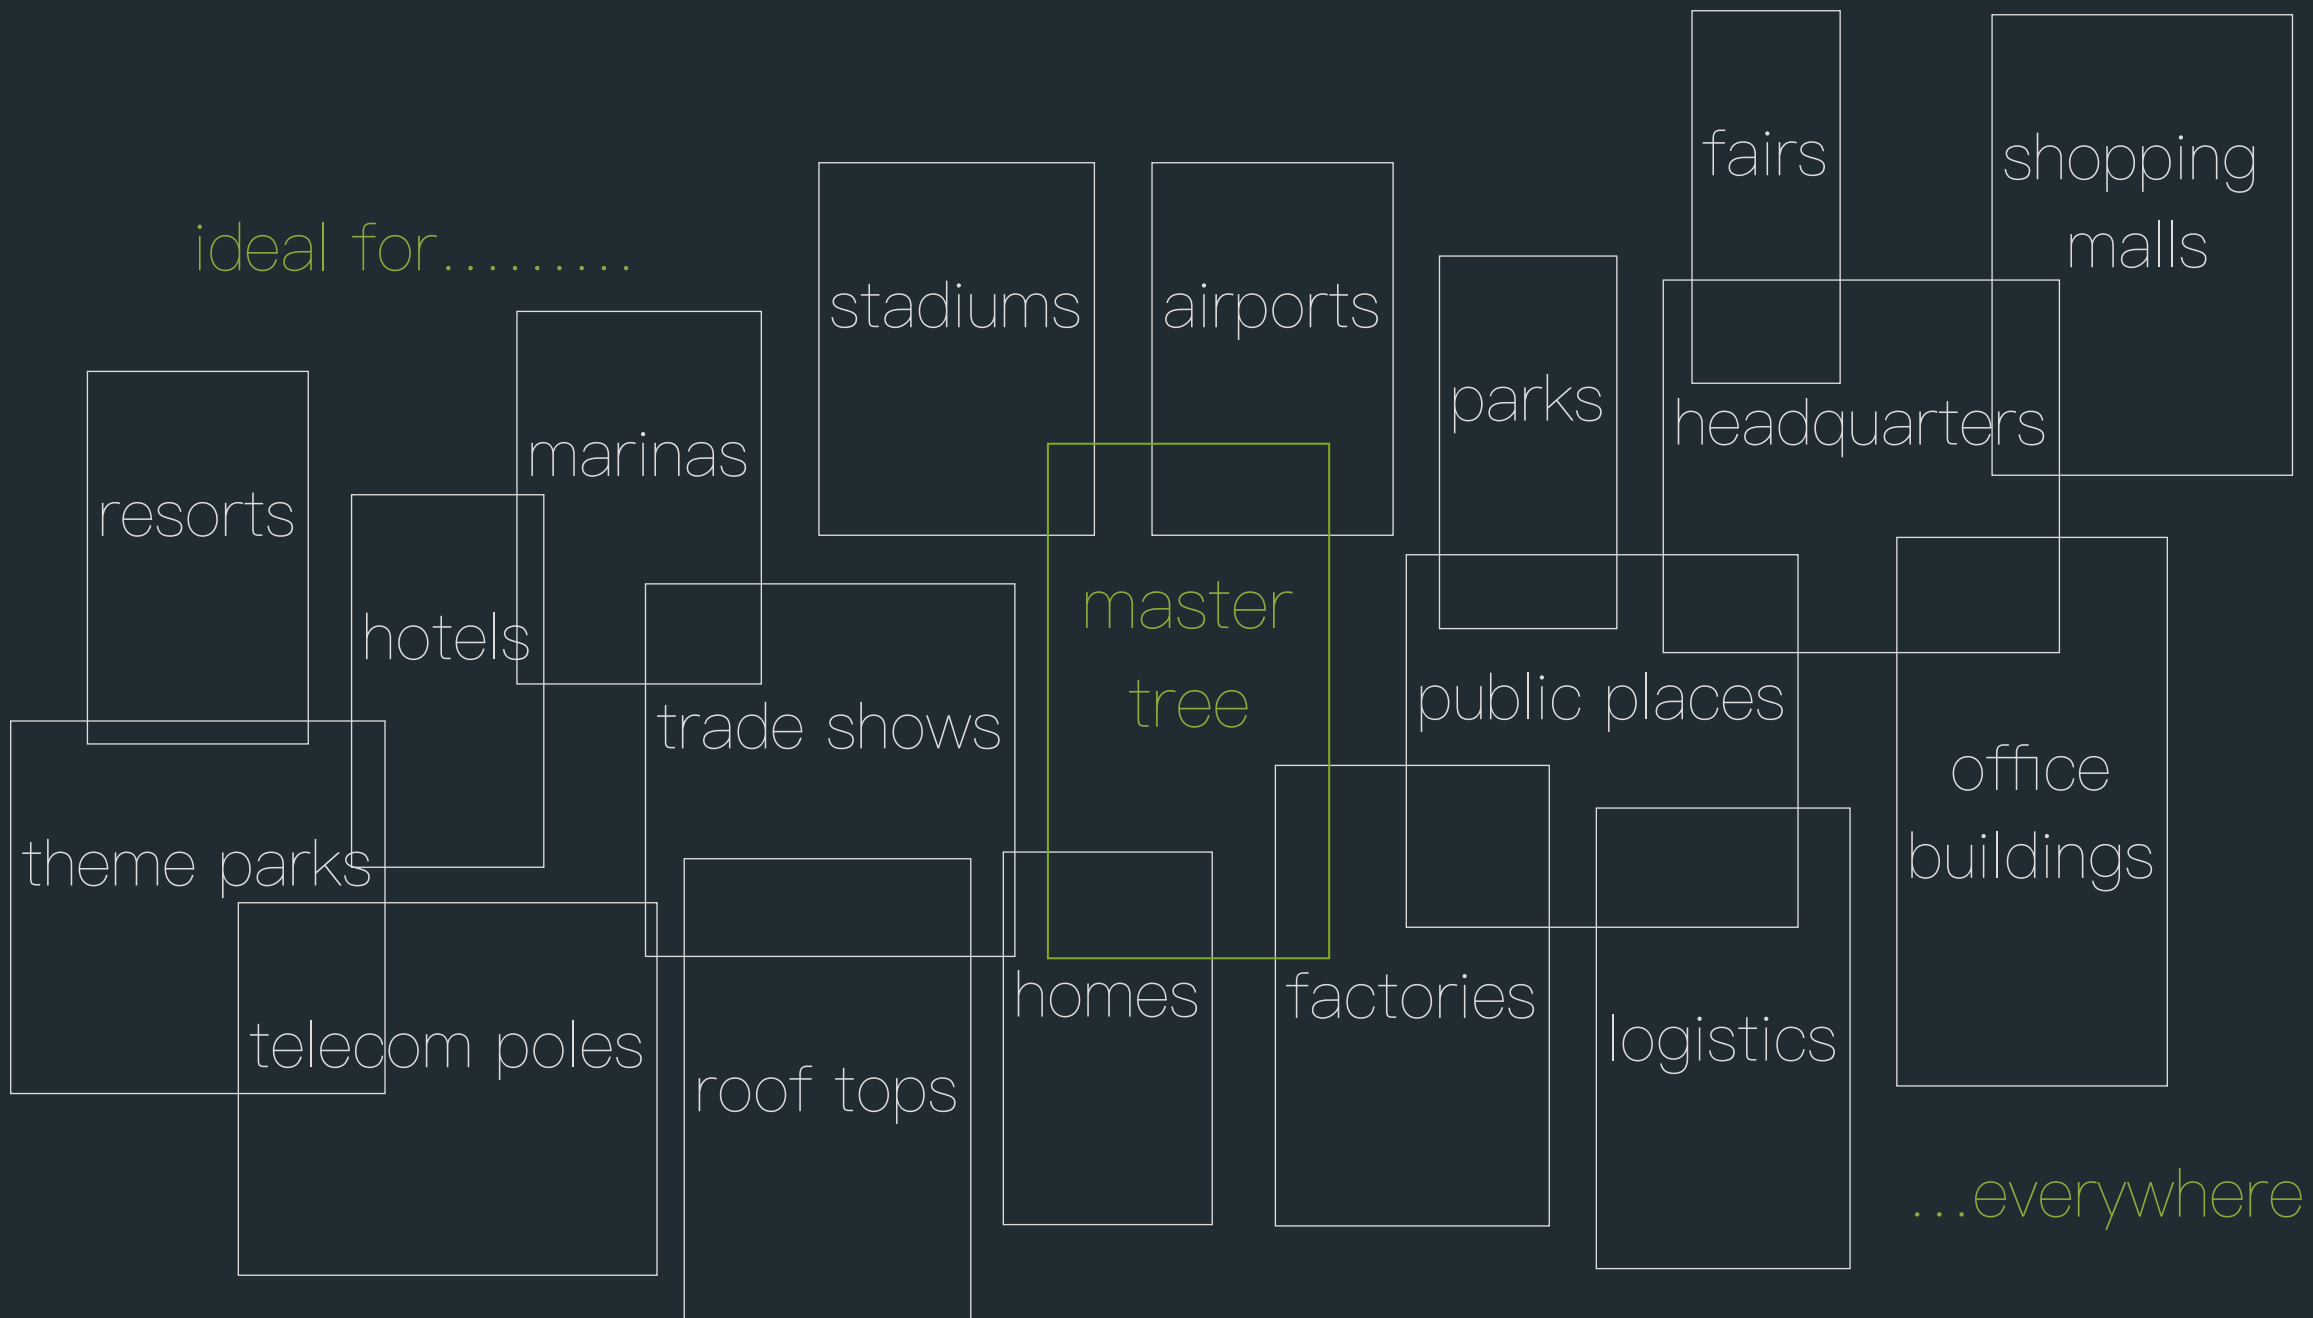 ideal for.........
fairs
shopping
malls
stadiums
airports
parks
headquarters
marinas
resorts
hotels
master
tree
trade shows
public places
office
buildings
theme parks
homes
factories
logistics
telecom poles
roof tops
...everywhere